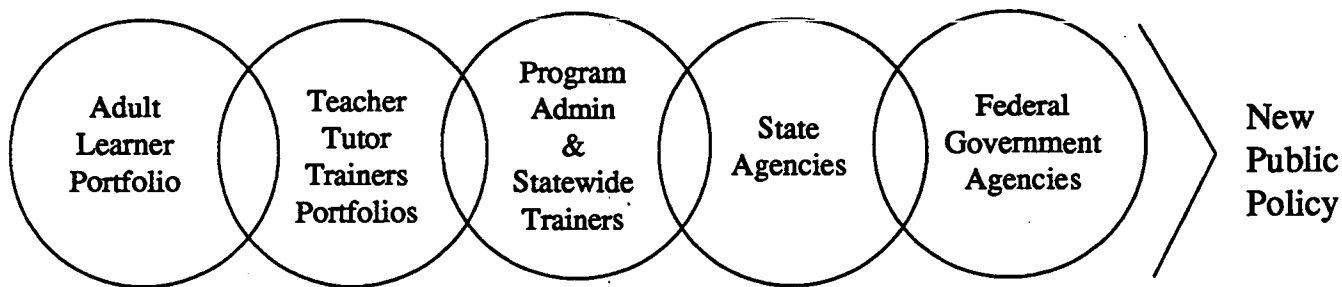 Adult
Learner
Portfolio
Teacher
Tutor
Trainers
Portfolios
Program
Admin
&
Statewide
Trainers
State
Agencies
Federal
Government
Agencies
New
Public
Policy